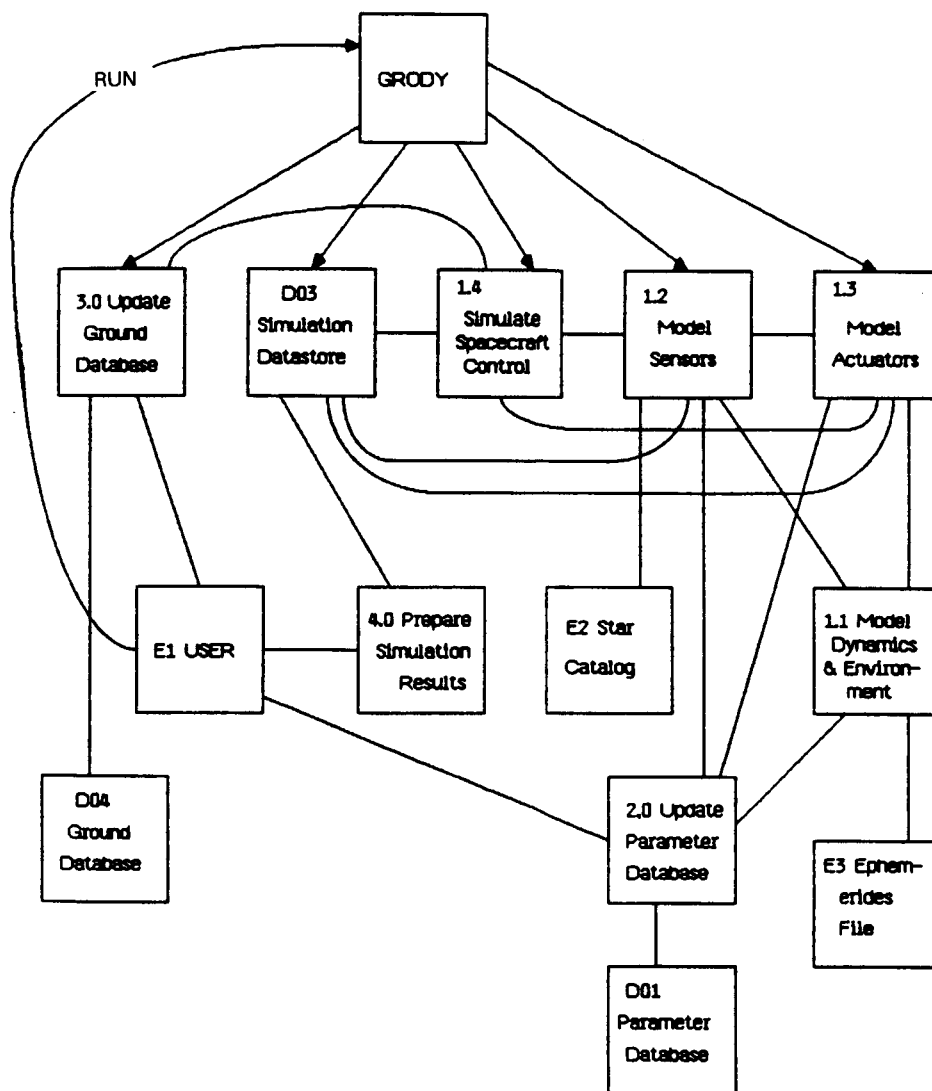 GRODY
RUN
3.0 Update
Ground
Database
D03
Simulation
Datastore
1.4
Simulate
Spacecraft
Control
1.2
Model
Sensors
1.3
Model
Actuators
E1 USER
4.0 Prepare
Simulation
Results
E2 Star
Catalog
1.1 Model
Dynamics
& Environ-
ment
D04
Ground
Database
2.0 Update
Parameter
Database
E3 Ephem-
erides
File
D01
Parameter
Database